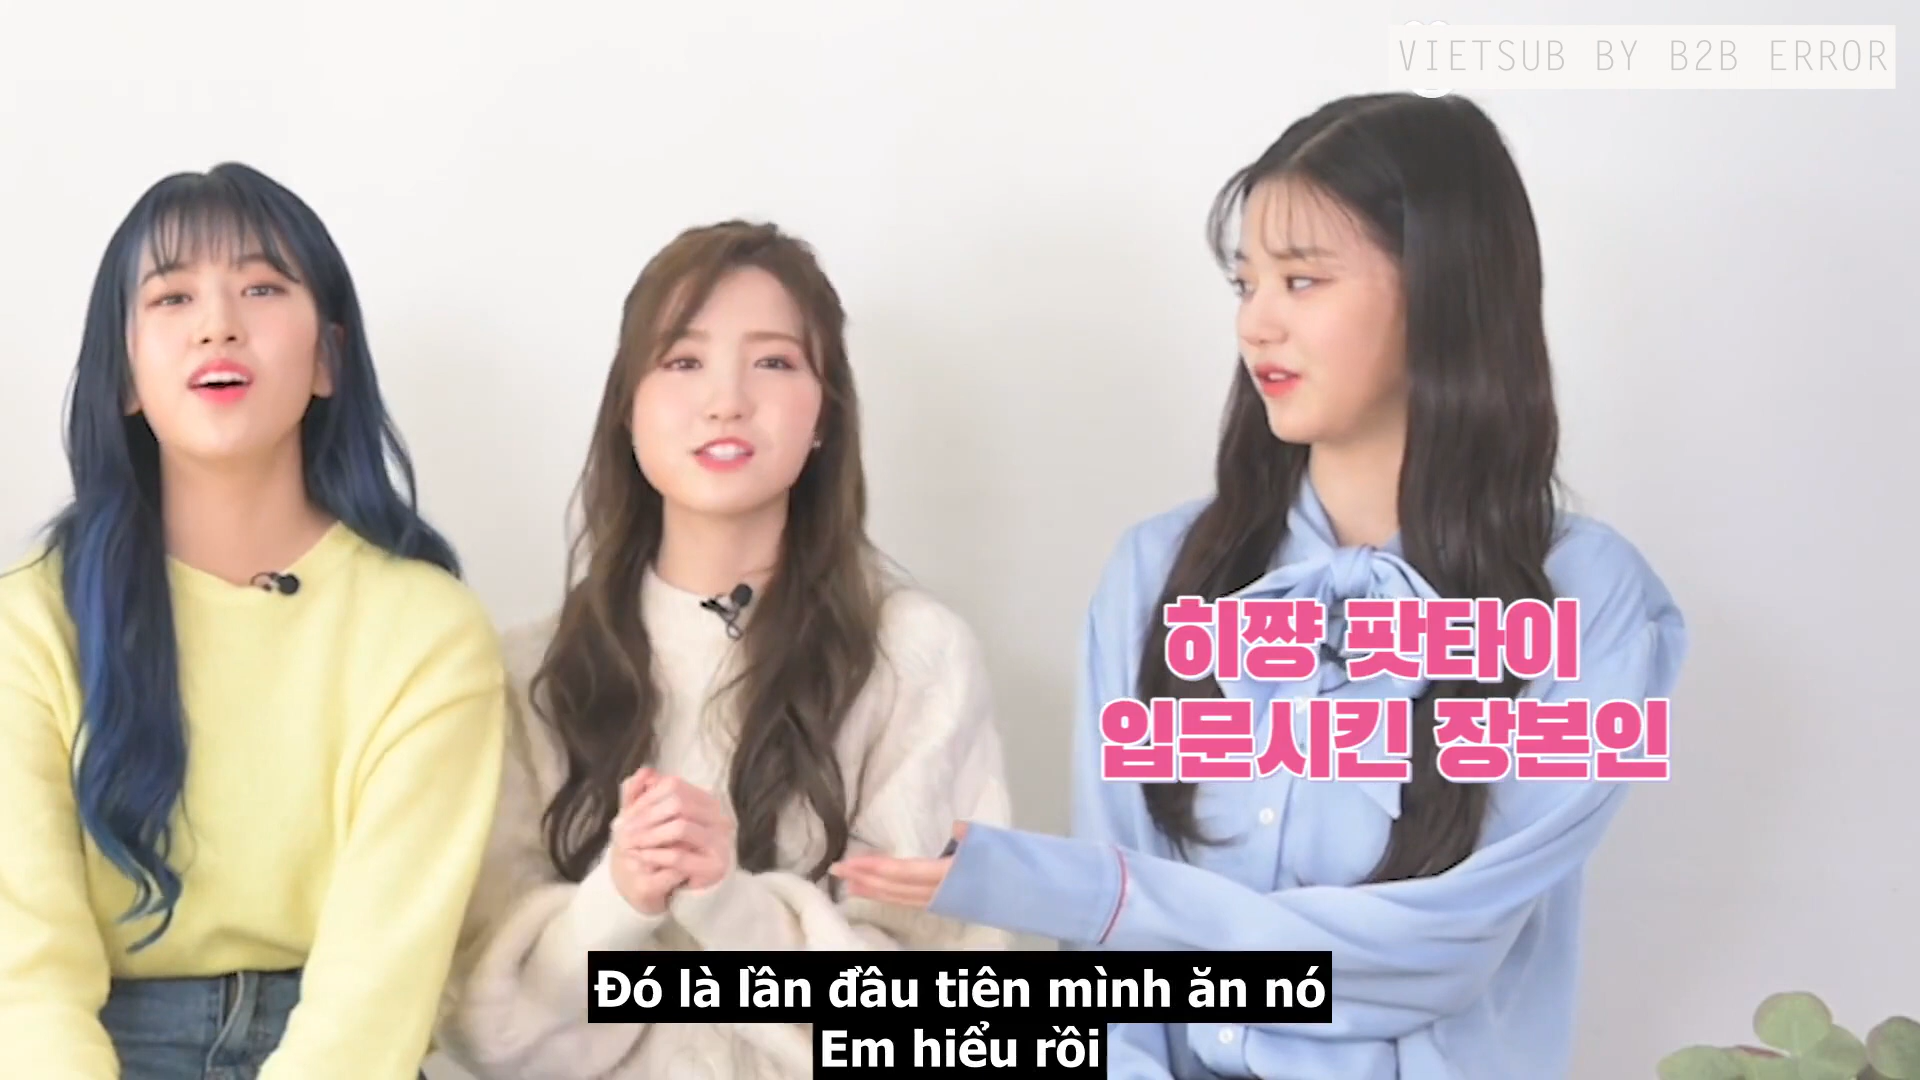 VIETSUB BY B2B ERROR
히쨩 팟타이
입문시킨 장본인
Đó là lần đầu tiên mình ăn nó
Em hiểu rồi